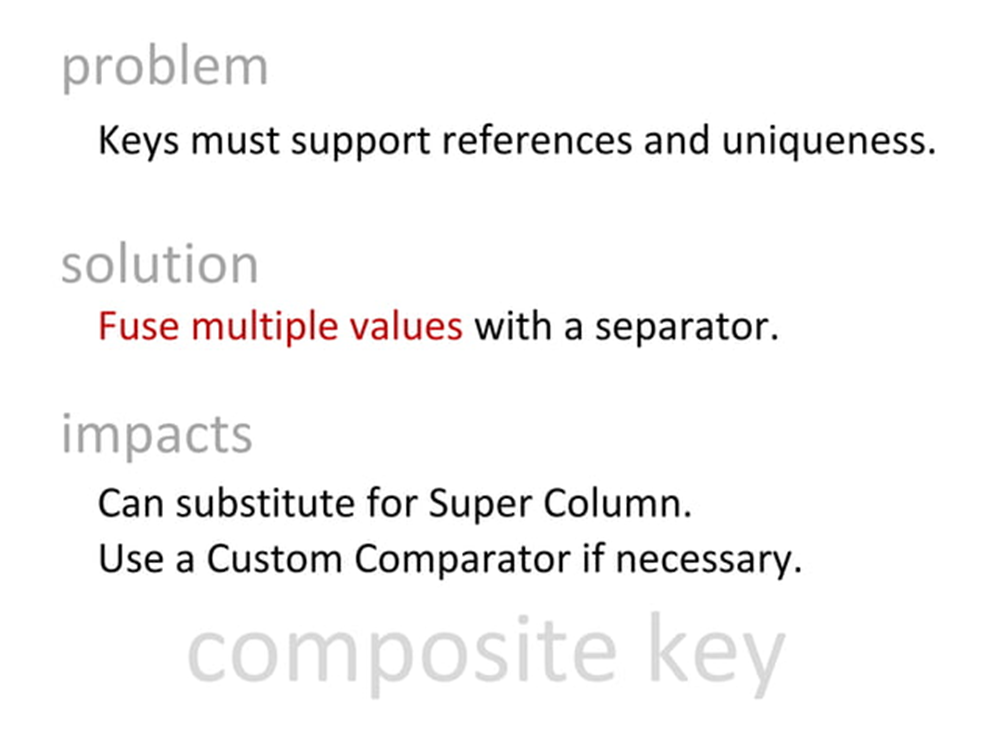 problem
Keys must support references and uniqueness.
solution
Fuse multiple values with a separator.
impacts
Can substitute for Super Column.
Use a Custom Comparator if necessary.
composite key